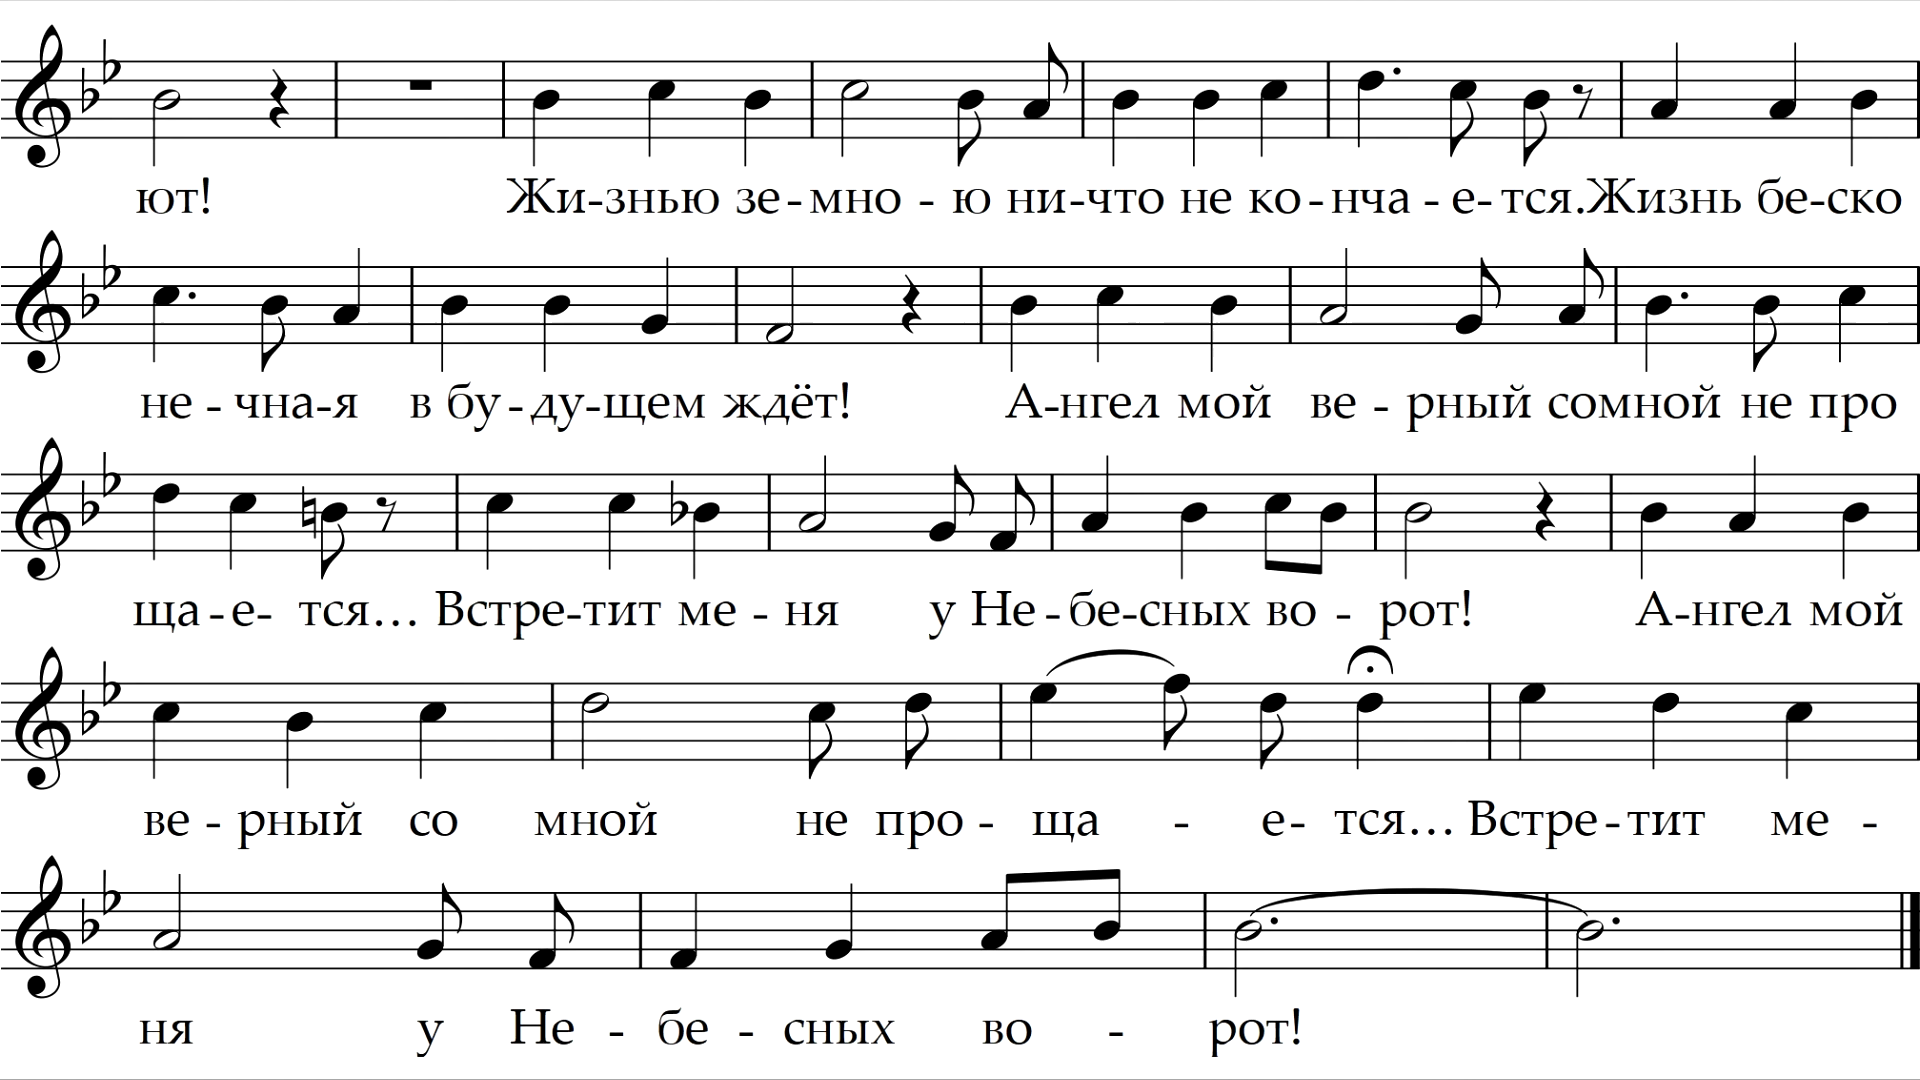 ют! Жи-знью зе-мно - ю ни-что не ко-нча - е-тся.Жизнь бе-ско
не - чная-я в бу-ду-щем ждёт! А-нгел мой ве - рный сомной не про
ща-е- тся... Встре-тит ме - ня у Не-бе-сных во - рот! А-нгел мой
ве - рный со мной не про - ща - е- тся... Встре-тит ме -
ня у Не - бе - сных во - рот!